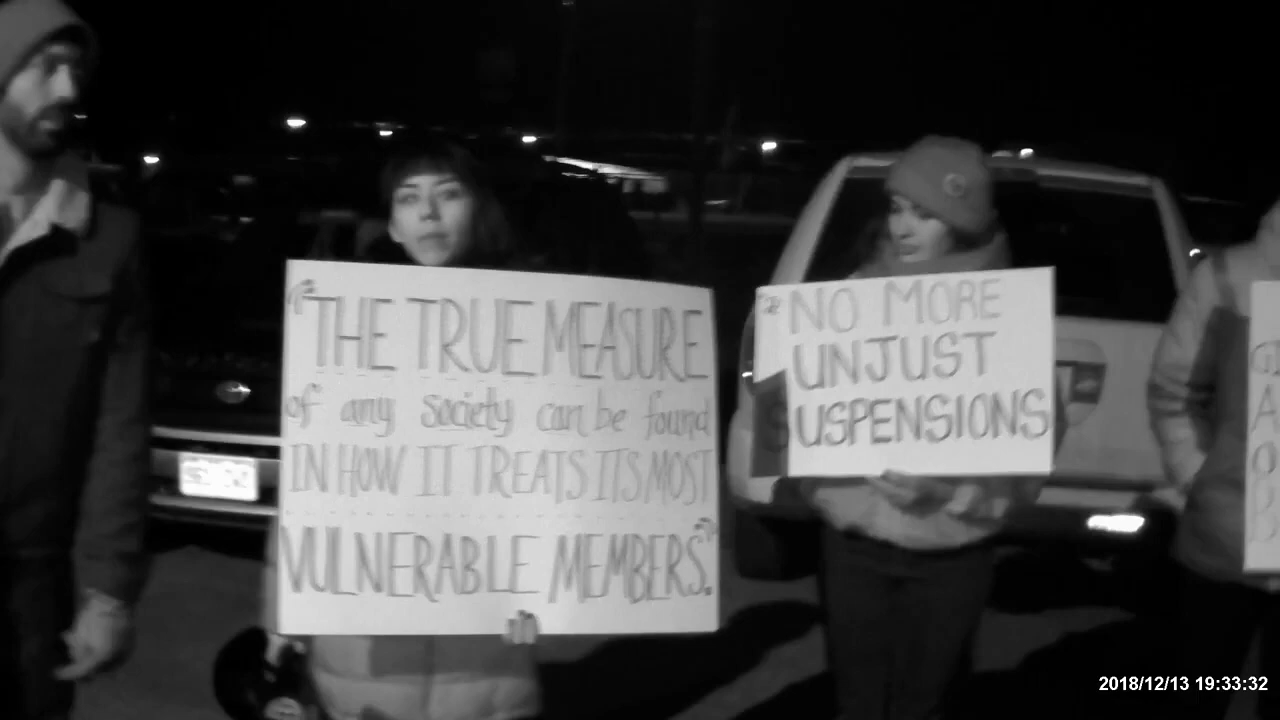 "THE TRUE MEASURE
of any society can be found
IN HOW IT TREATS ITS MOST
VULNERABLE MEMBERS."
"NO MORE
UNJUST
SUSPENSIONS
2018/12/13 19:33:32